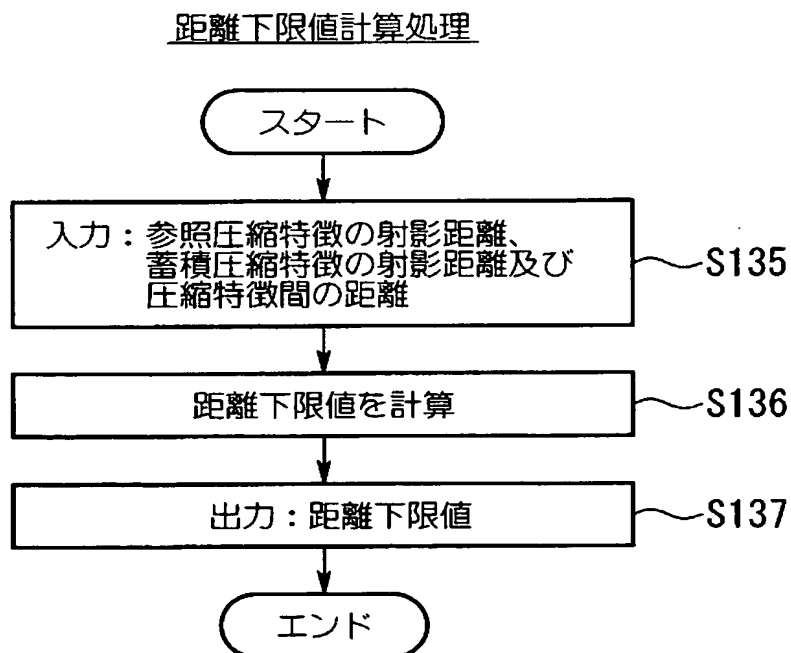 距離下限値計算処理
スタート
入力：参照圧縮特徴の射影距離、
蓄積圧縮特徴の射影距離及び
圧縮特徴間の距離
S135
距離下限値を計算
S136
出力：距離下限値
S137
エンド